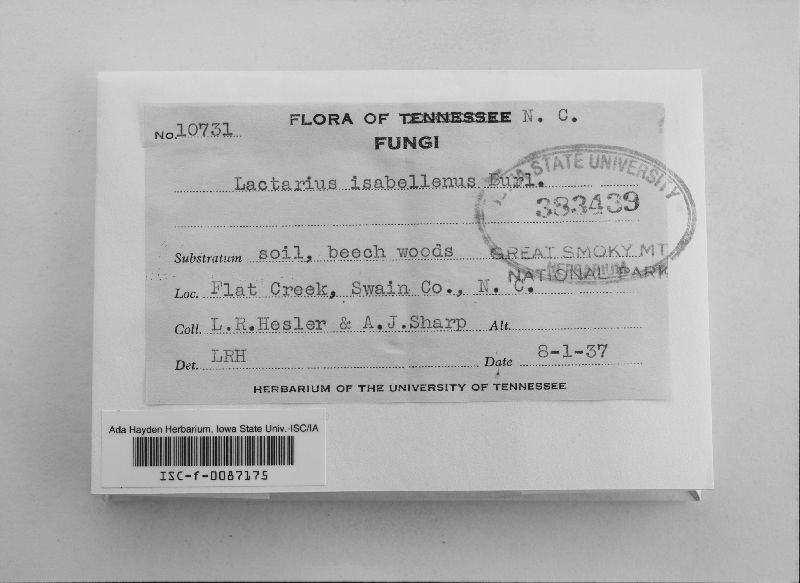 FLORA OF TENNESSEE N. C.
No. 10731
FUNGI
Lactarius isabellenus Burl.
IOWA STATE UNIVERSITY
383439
HERBARIUM
Substratum soil, beech woods GREAT SMOKY MT
NATIONAL PARK
Loc. Flat Creek, Swain Co., N. C.
Coll. L.R.Hesler & A.J.Sharp Alt.
Det. LRH Date 8-1-37
HERBARIUM OF THE UNIVERSITY OF TENNESSEE
Ada Hayden Herbarium, Iowa State Univ.-ISC/IA
ISC-f-0087175